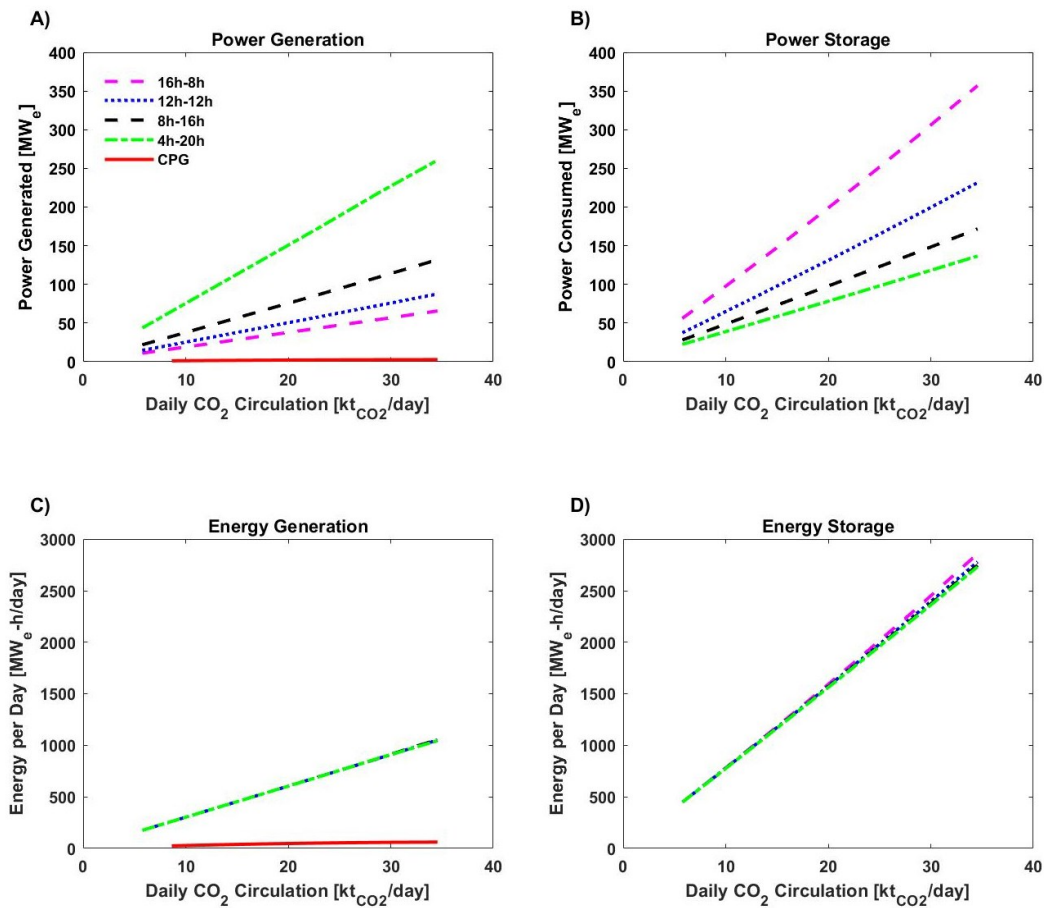 A)
Power Generation
400
350
300
250
200
150
100
50
0
Power Generated [MWe]
16h-8h
12h-12h
8h-16h
4h-20h
CPG
0 10 20 30 40
Daily CO2 Circulation [ktCO2/day]
B)
Power Storage
400
350
300
250
200
150
100
50
0
Power Consumed [MWe]
0 10 20 30 40
Daily CO2 Circulation [ktCO2/day]
C)
Energy Generation
3000
2500
2000
1500
1000
500
0
Energy per Day [MWe-h/day]
0 10 20 30 40
Daily CO2 Circulation [ktCO2/day]
D)
Energy Storage
3000
2500
2000
1500
1000
500
0
Energy per Day [MWe-h/day]
0 10 20 30 40
Daily CO2 Circulation [ktCO2/day]